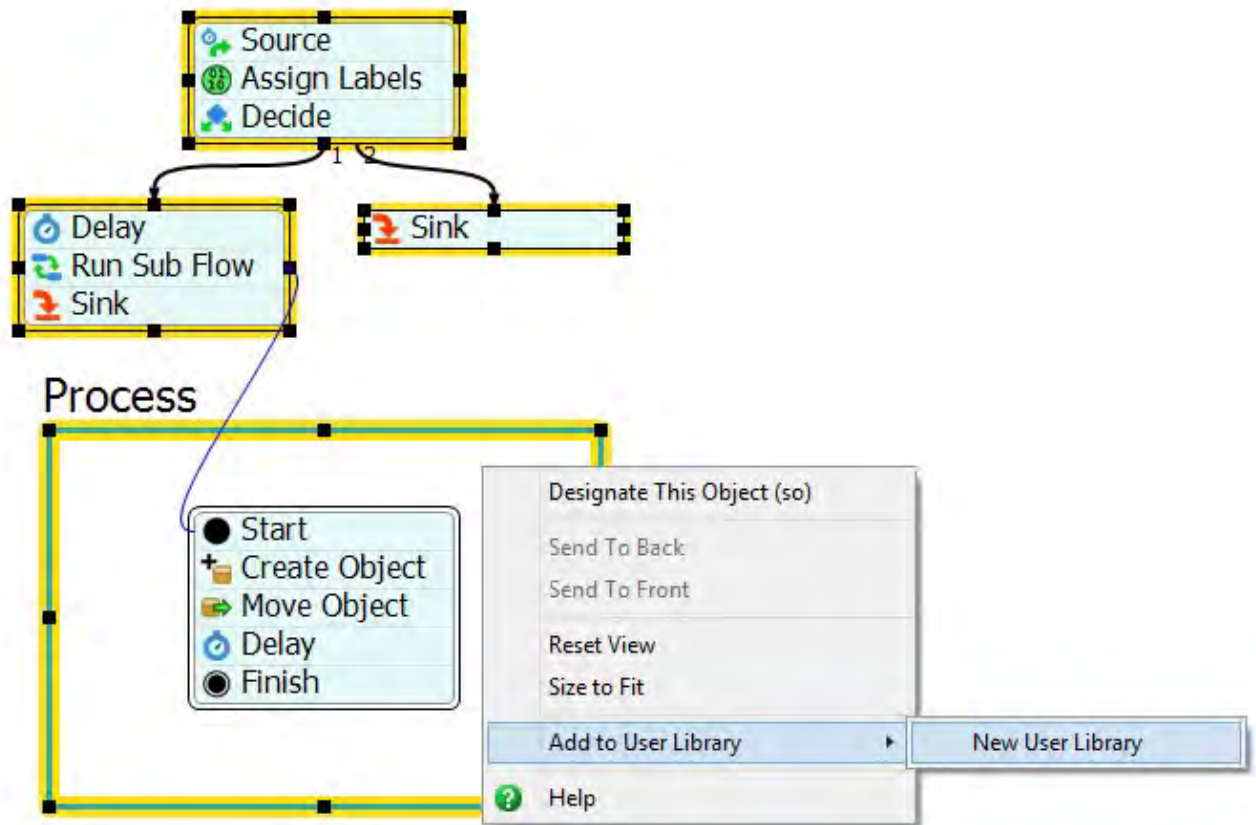 Source
Assign Labels
Decide
1 2
Delay
Run Sub Flow
Sink
Sink
Process
Start
Create Object
Move Object
Delay
Finish
Designate This Object (so)
Send To Back
Send To Front
Reset View
Size to Fit
Add to User Library
New User Library
Help